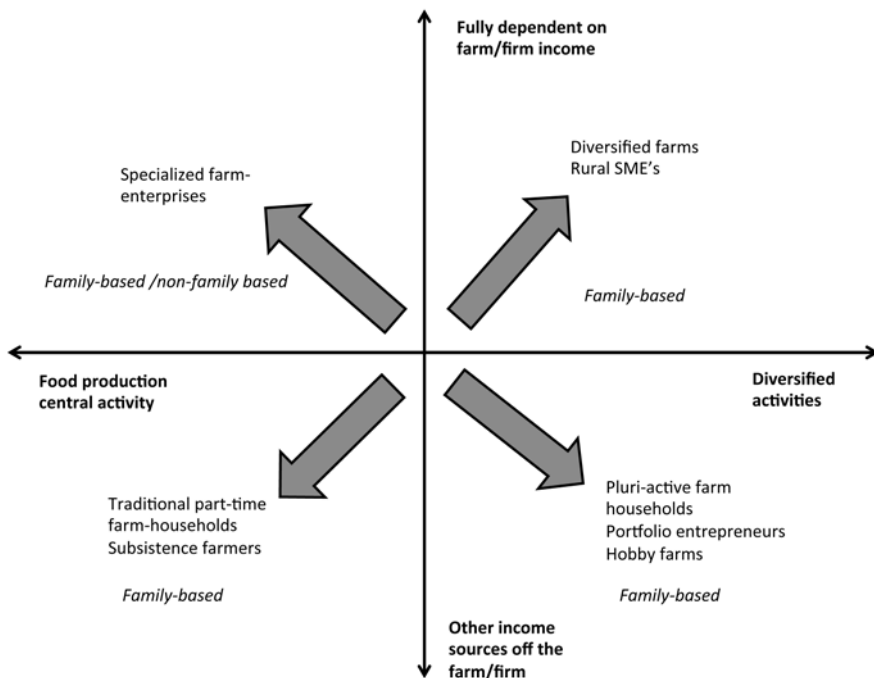 Fully dependent on
farm/firm income
Specialized farm-
enterprises
Diversified farms
Rural SME's
Family-based /non-family based
Family-based
Food production
central activity
Diversified
activities
Traditional part-time
farm-households
Subsistence farmers
Pluri-active farm
households
Portfolio entrepreneurs
Hobby farms
Family-based
Family-based
Other income
sources off the
farm/firm